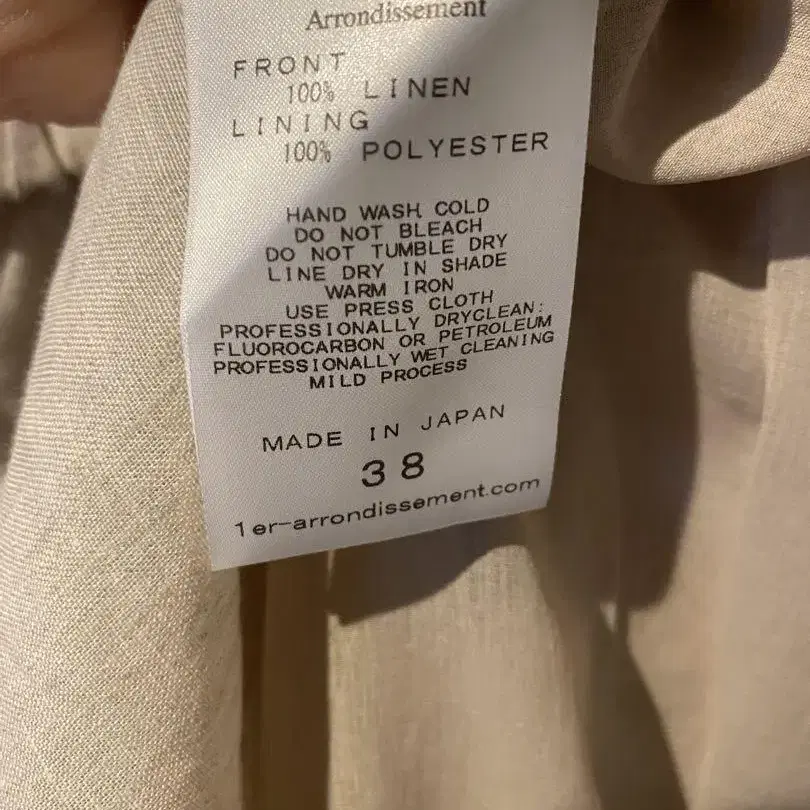 Arrondissement
FRONT
100% LINEN
LINING
100% POLYESTER
HAND WASH COLD
DO NOT BLEACH
DO NOT TUMBLE DRY
LINE DRY IN SHADE
WARM IRON
USE PRESS CLOTH
PROFESSIONALLY DRYCLEAN:
FLUOROCARBON OR PETROLEUM
PROFESSIONALLY WET CLEANING
MILD PROCESS
MADE IN JAPAN
38
1er-arrondissement.com